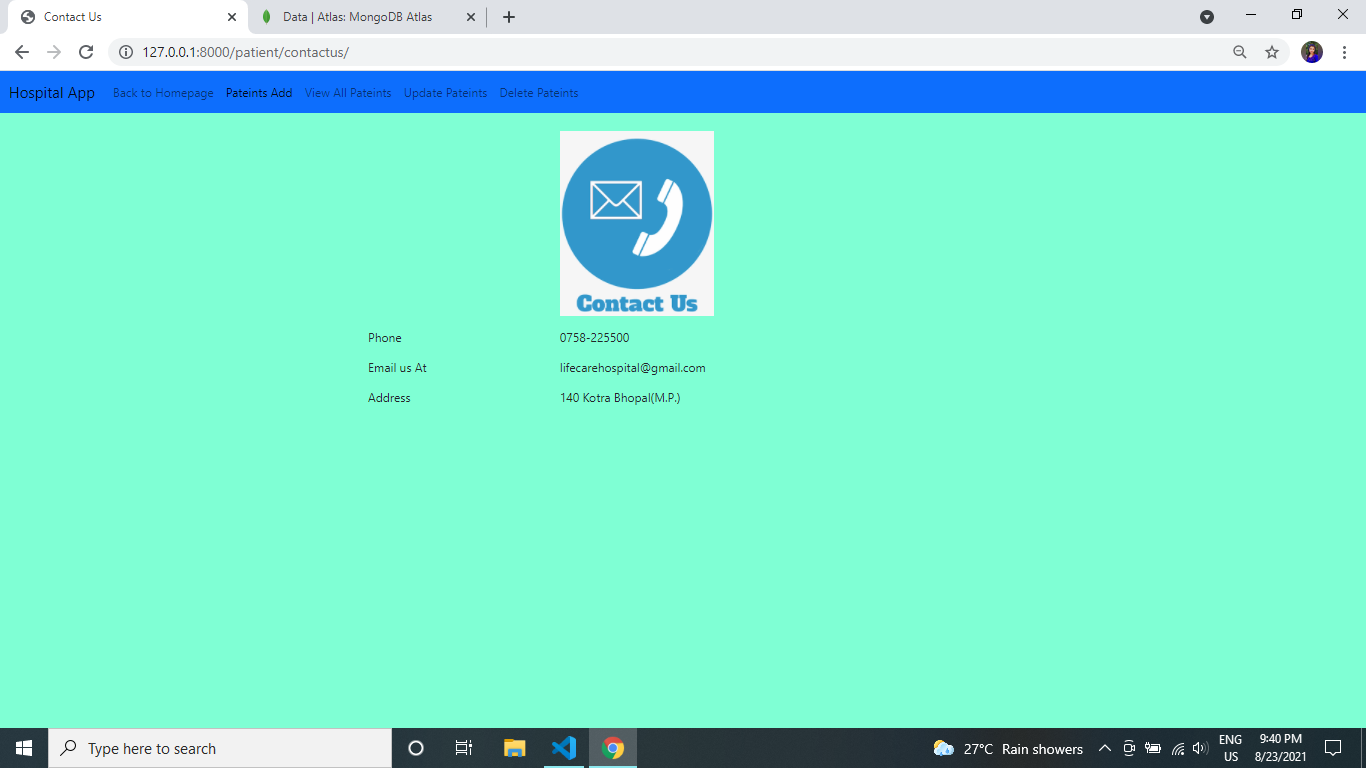 Contact Us
Data | Atlas: MongoDB Atlas
127.0.0.1:8000/patient/contactus/
Hospital App Back to Homepage Pateints Add View All Pateints Update Pateints Delete Pateints
Contact Us
Phone 0758-225500
Email us At lifecarehospital@gmail.com
Address 140 Kotra Bhopal(M.P.)
Type here to search
27°C Rain showers
ENG
US
9:40 PM
8/23/2021